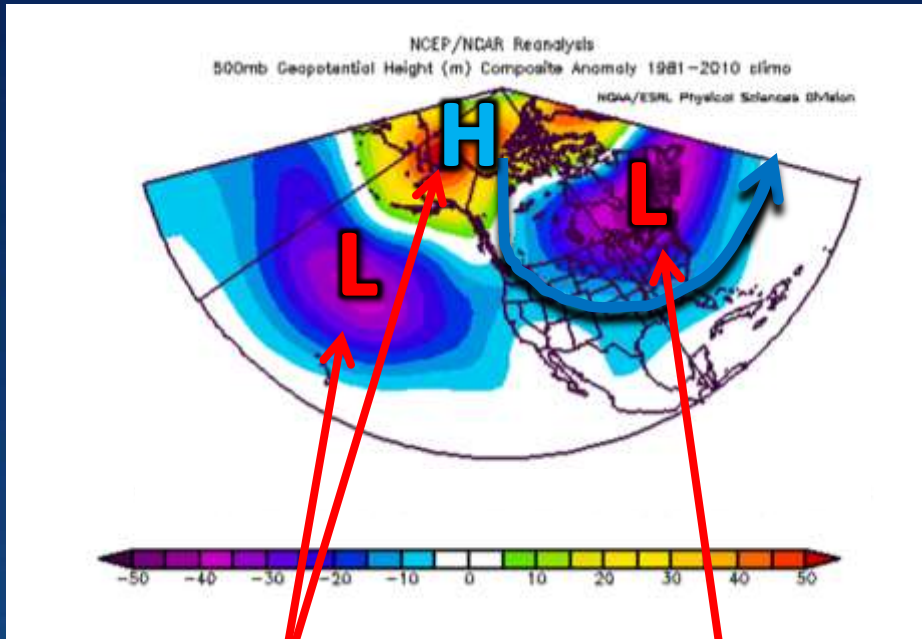 NCEP/NCAR Reanalysis
500mb Geopotential Height (m) Composite Anomaly 1981-2010 climo
NOAA/ESRL Physical Sciences Division
H
L
L
-50 -40 -30 -20 -10 0 10 20 30 40 50